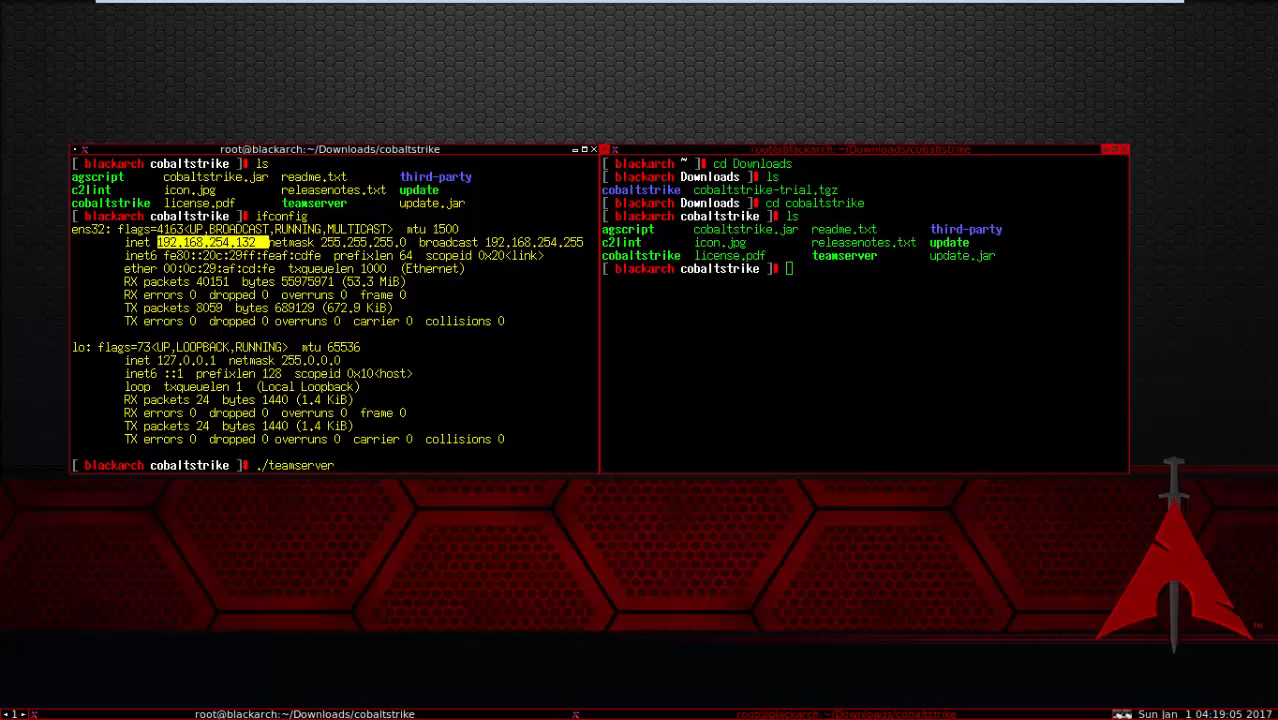 root@blackarch:~/Downloads/cobaltstrike
[ blackarch cobaltstrike ]# ls
agscript cobaltstrike.jar readme.txt third-party
c2lint icon.jpg releasenotes.txt update
cobaltstrike license.pdf teamserver update.jar
[ blackarch cobaltstrike ]# ifconfig
ens32: flags=4163<UP,BROADCAST,RUNNING,MULTICAST> mtu 1500
inet 192.168.254.132 netmask 255.255.255.0 broadcast 192.168.254.255
inet6 fe80::20c:29ff:feaf:cdfe prefixlen 64 scopeid 0x20<link>
ether 00:0c:29:af:cd:fe txqueuelen 1000 (Ethernet)
RX packets 40151 bytes 55975971 (53.3 MiB)
RX errors 0 dropped 0 overruns 0 frame 0
TX packets 8059 bytes 689129 (672.9 KiB)
TX errors 0 dropped 0 overruns 0 carrier 0 collisions 0
lo: flags=73<UP,LOOPBACK,RUNNING> mtu 65536
inet 127.0.0.1 netmask 255.0.0.0
inet6 ::1 prefixlen 128 scopeid 0x10<host>
loop txqueuelen 1 (Local Loopback)
RX packets 24 bytes 1440 (1.4 KiB)
RX errors 0 dropped 0 overruns 0 frame 0
TX packets 24 bytes 1440 (1.4 KiB)
TX errors 0 dropped 0 overruns 0 carrier 0 collisions 0
[ blackarch cobaltstrike ]# ./teamserver
root@blackarch:~/Downloads/cobaltstrike
[ blackarch ~ ]# cd Downloads
[ blackarch Downloads ]# ls
cobaltstrike cobaltstrike-trial.tgz
[ blackarch Downloads ]# cd cobaltstrike
[ blackarch cobaltstrike ]# ls
agscript cobaltstrike.jar readme.txt third-party
c2lint icon.jpg releasenotes.txt update
cobaltstrike license.pdf teamserver update.jar
[ blackarch cobaltstrike ]#
TM
1 root@blackarch:~/Downloads/cobaltstrike root@blackarch:~/Downloads/cobaltstrike Sun Jan 1 04:19:05 2017